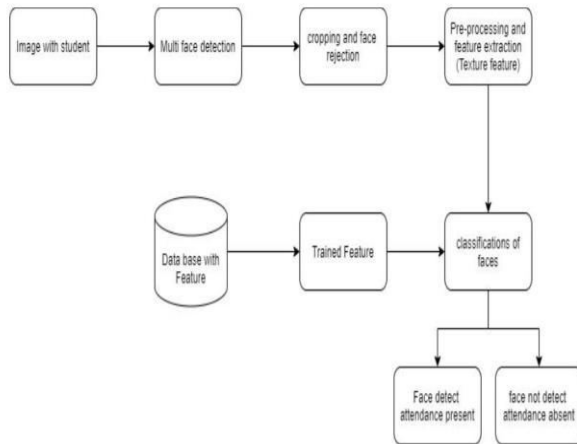 Image with student
Multi face detection
cropping and face
rejection
Pre-processing and
feature extraction
(Texture feature)
Data base with
Feature
Trained Feature
classifications of
faces
Face detect
attendance present
face not detect
attendance absent